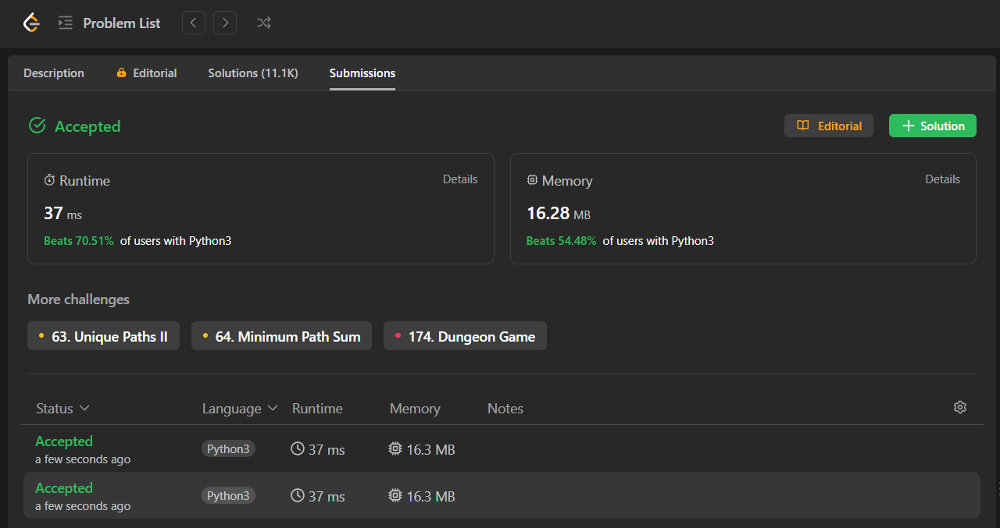 Problem List
Description Editorial Solutions (11.1K) Submissions
Accepted Editorial Solution
Runtime Details Memory Details
37 ms 16.28 MB
Beats 70.51% of users with Python3 Beats 54.48% of users with Python3
More challenges
63. Unique Paths II 64. Minimum Path Sum 174. Dungeon Game
Status Language Runtime Memory Notes
Accepted
a few seconds ago Python3 37 ms 16.3 MB
Accepted
a few seconds ago Python3 37 ms 16.3 MB